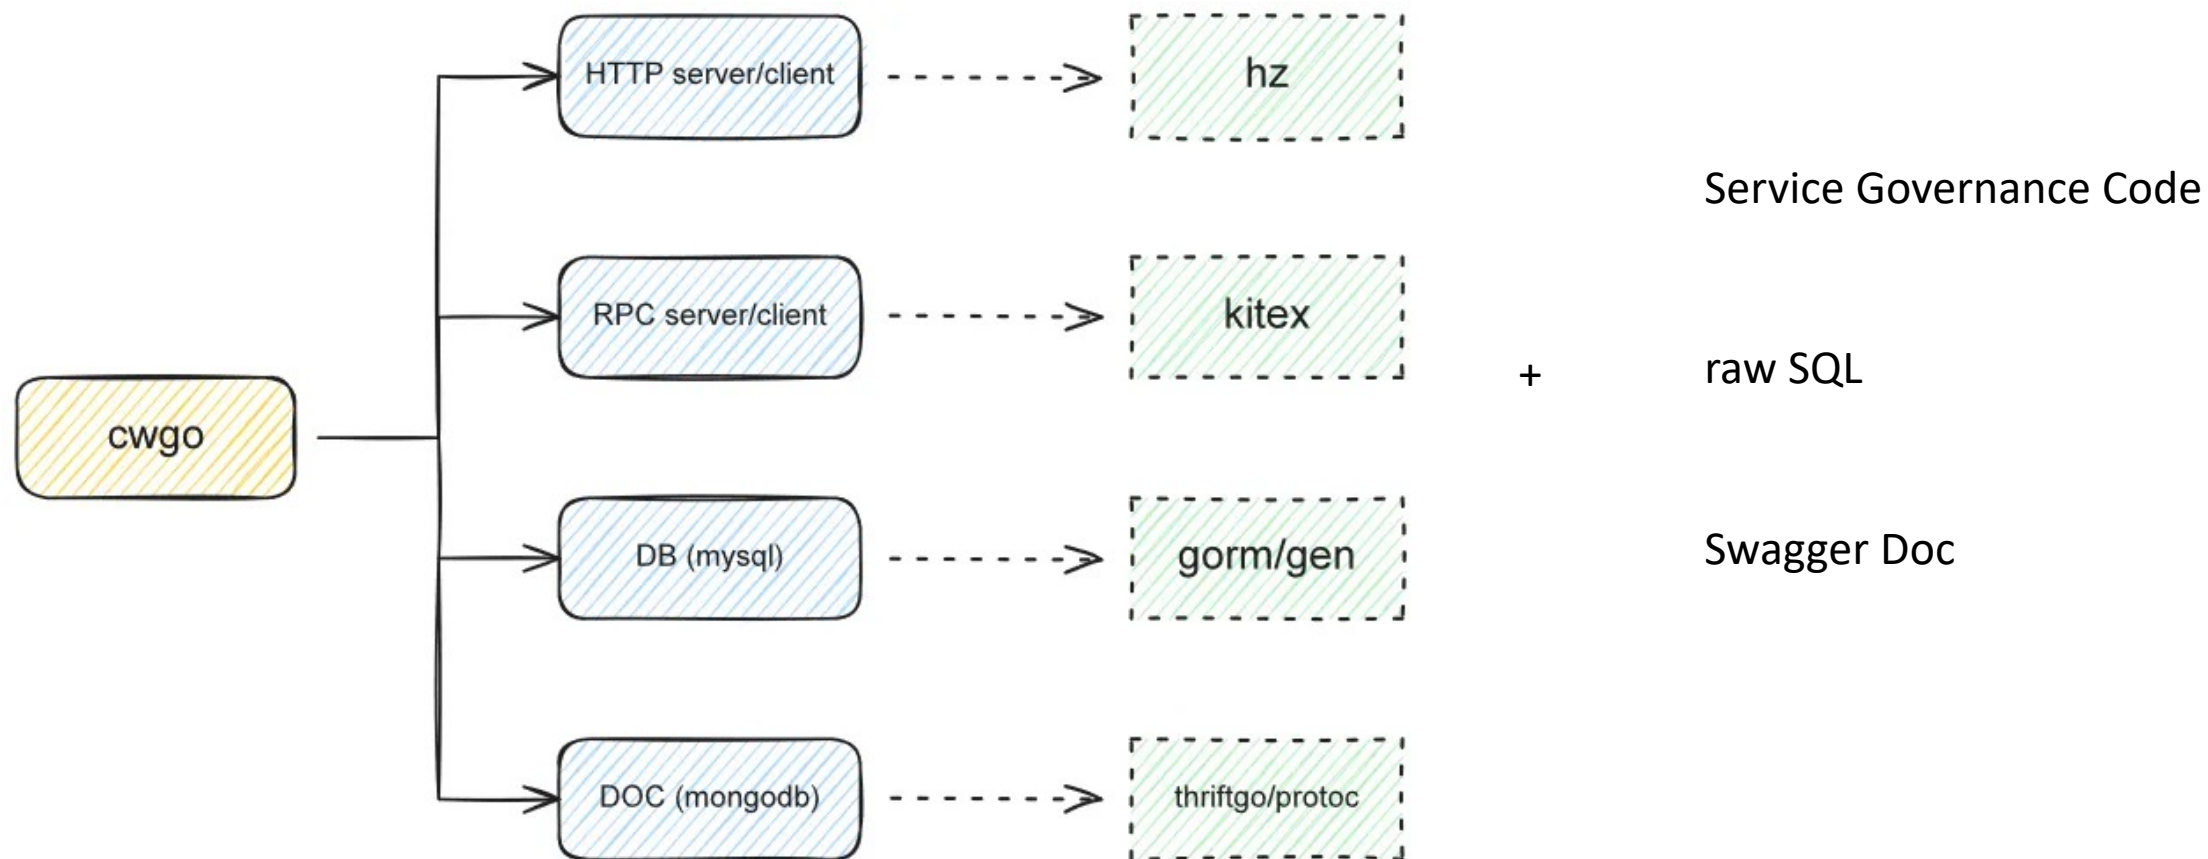 HTTP server/client
hz
Service Governance Code
RPC server/client
kitex
+
raw SQL
cwgo
DB (mysql)
gorm/gen
Swagger Doc
DOC (mongodb)
thriftgo/protoc